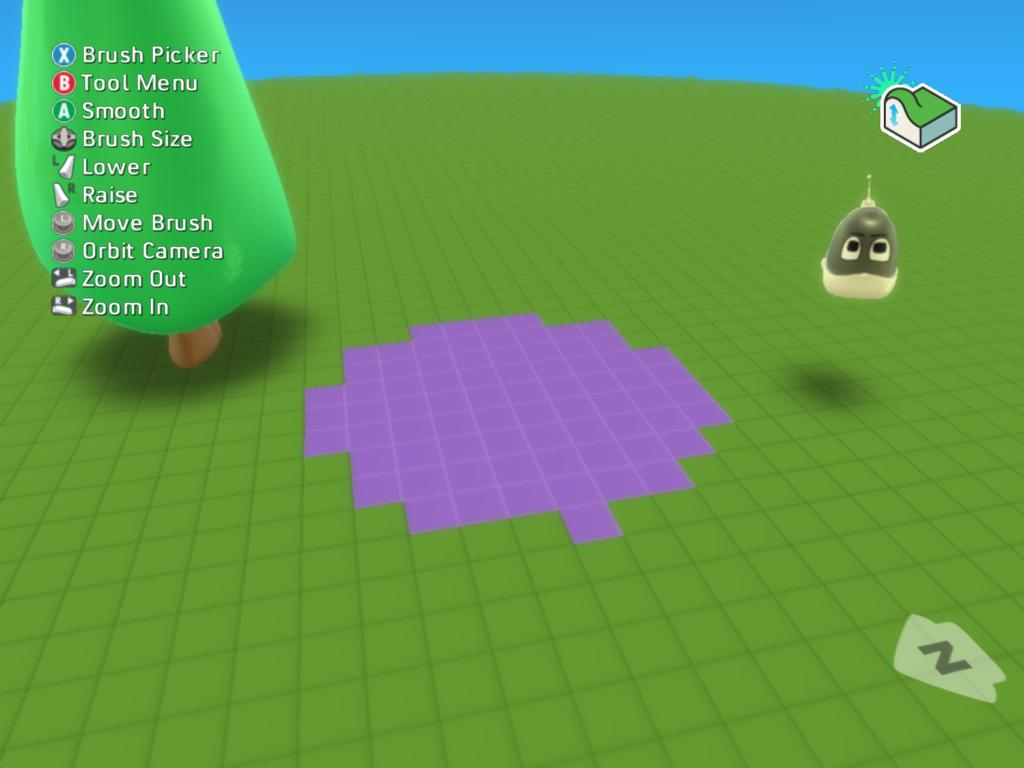 X Brush Picker
B Tool Menu
A Smooth
Brush Size
L Lower
R Raise
L Move Brush
R Orbit Camera
L Zoom Out
R Zoom In
N